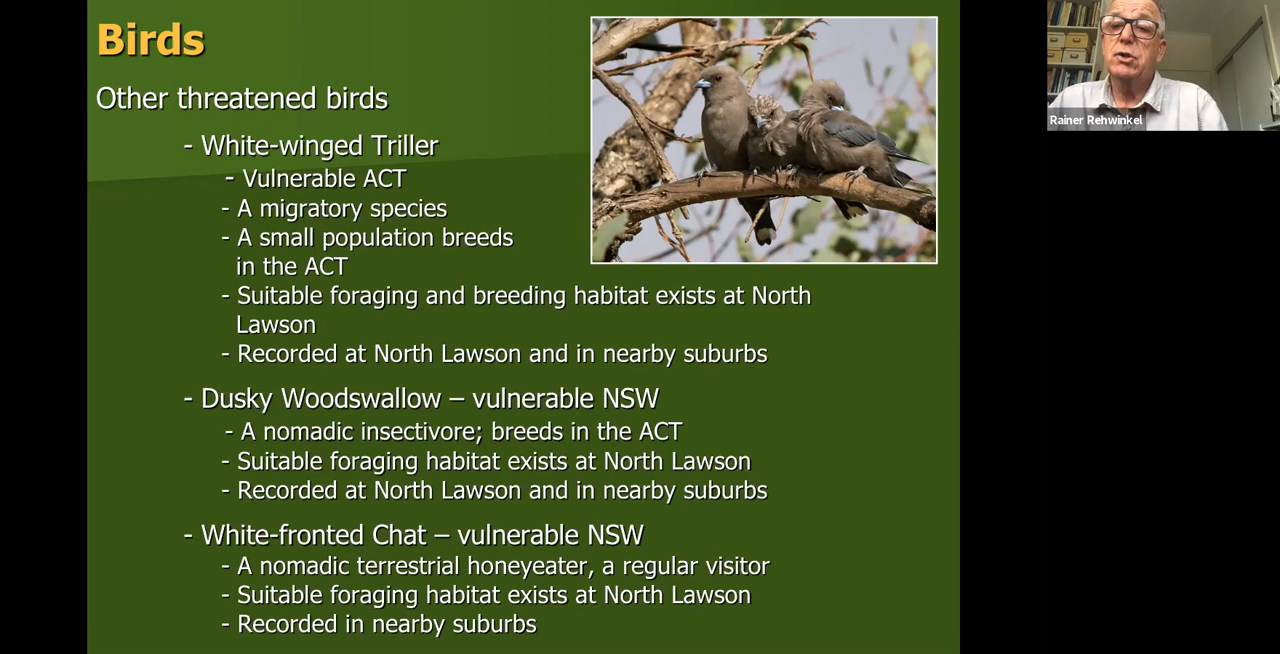 Birds
Other threatened birds
- White-winged Triller
- Vulnerable ACT
- A migratory species
- A small population breeds
in the ACT
- Suitable foraging and breeding habitat exists at North
Lawson
- Recorded at North Lawson and in nearby suburbs
- Dusky Woodswallow – vulnerable NSW
- A nomadic insectivore; breeds in the ACT
- Suitable foraging habitat exists at North Lawson
- Recorded at North Lawson and in nearby suburbs
- White-fronted Chat – vulnerable NSW
- A nomadic terrestrial honeyeater, a regular visitor
- Suitable foraging habitat exists at North Lawson
- Recorded in nearby suburbs
Rainer Rehwinkel